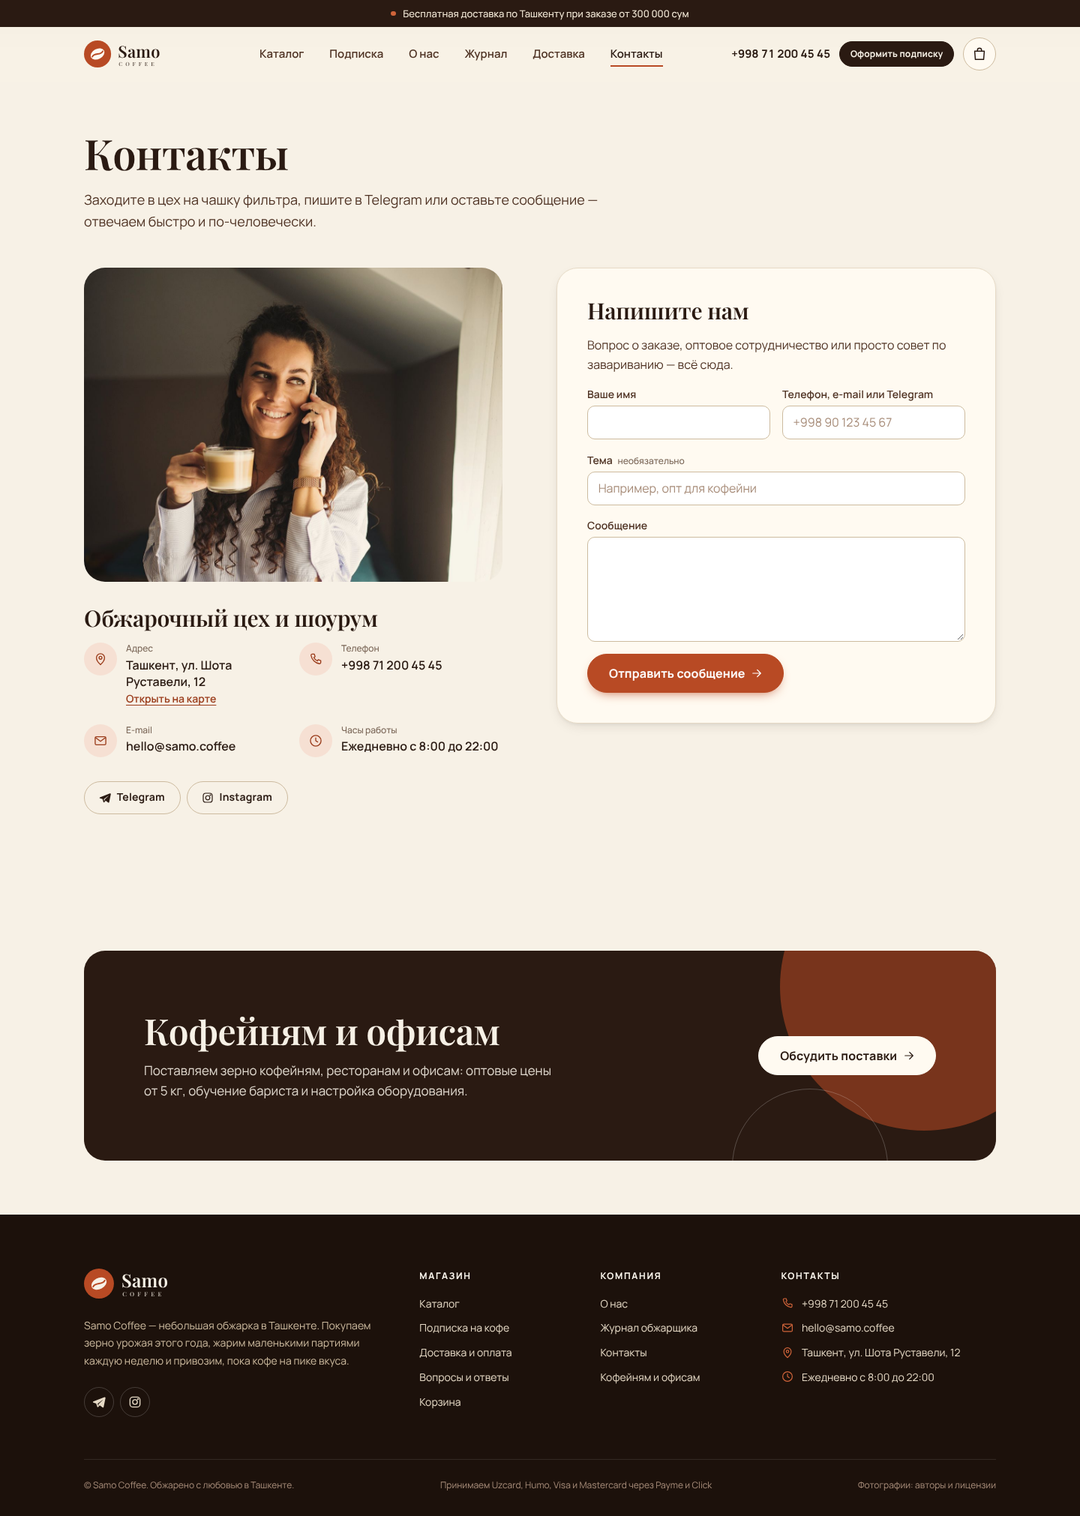 Бесплатная доставка по Ташкенту при заказе от 300 000 сум
Samo
COFFEE
Каталог
Подписка
О нас
Журнал
Доставка
Контакты
+998 71 200 45 45
Оформить подписку
Контакты
Заходите в цех на чашку фильтра, пишите в Telegram или оставьте сообщение —
отвечаем быстро и по-человечески.
Обжарочный цех и шоурум
Адрес
Ташкент, ул. Шота
Руставели, 12
Открыть на карте
Телефон
+998 71 200 45 45
E-mail
hello@samo.coffee
Часы работы
Ежедневно с 8:00 до 22:00
Telegram
Instagram
Напишите нам
Вопрос о заказе, оптовое сотрудничество или просто совет по
завариванию — всё сюда.
Ваше имя
Телефон, e-mail или Telegram
+998 90 123 45 67
Тема необязательно
Например, опт для кофейни
Сообщение
Отправить сообщение →
Кофейням и офисам
Поставляем зерно кофейням, ресторанам и офисам: оптовые цены
от 5 кг, обучение бариста и настройка оборудования.
Обсудить поставки →
Samo
COFFEE
Samo Coffee — небольшая обжарка в Ташкенте. Покупаем
зерно урожая этого года, жарим маленькими партиями
каждую неделю и привозим, пока кофе на пике вкуса.
МАГАЗИН
Каталог
Подписка на кофе
Доставка и оплата
Вопросы и ответы
Корзина
КОМПАНИЯ
О нас
Журнал обжарщика
Контакты
Кофейням и офисам
КОНТАКТЫ
+998 71 200 45 45
hello@samo.coffee
Ташкент, ул. Шота Руставели, 12
Ежедневно с 8:00 до 22:00
© Samo Coffee. Обжарено с любовью в Ташкенте.
Принимаем Uzcard, Humo, Visa и Mastercard через Payme и Click
Фотографии: авторы и лицензии